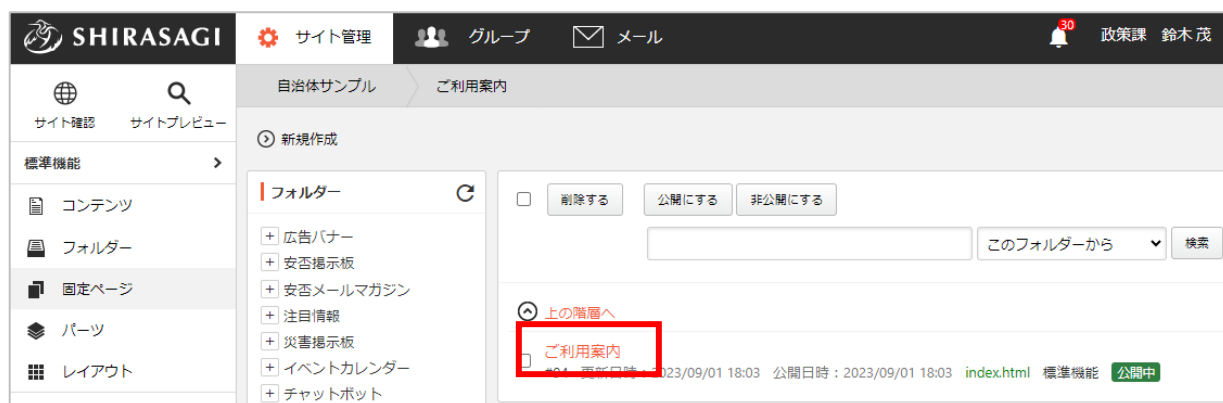 SHIRASAGI サイト管理 グループ メール 30 政策課 鈴木 茂
自治体サンプル ご利用案内
サイト確認 サイトプレビュー
新規作成
標準機能
コンテンツ
フォルダー
固定ページ
パーツ
レイアウト
フォルダー
広告バナー
安否掲示板
安否メールマガジン
注目情報
災害掲示板
イベントカレンダー
チャットボット
削除する 公開にする 非公開にする
このフォルダーから 検索
上の階層へ
ご利用案内
#04 更新日時：2023/09/01 18:03 公開日時：2023/09/01 18:03 index.html 標準機能 公開中